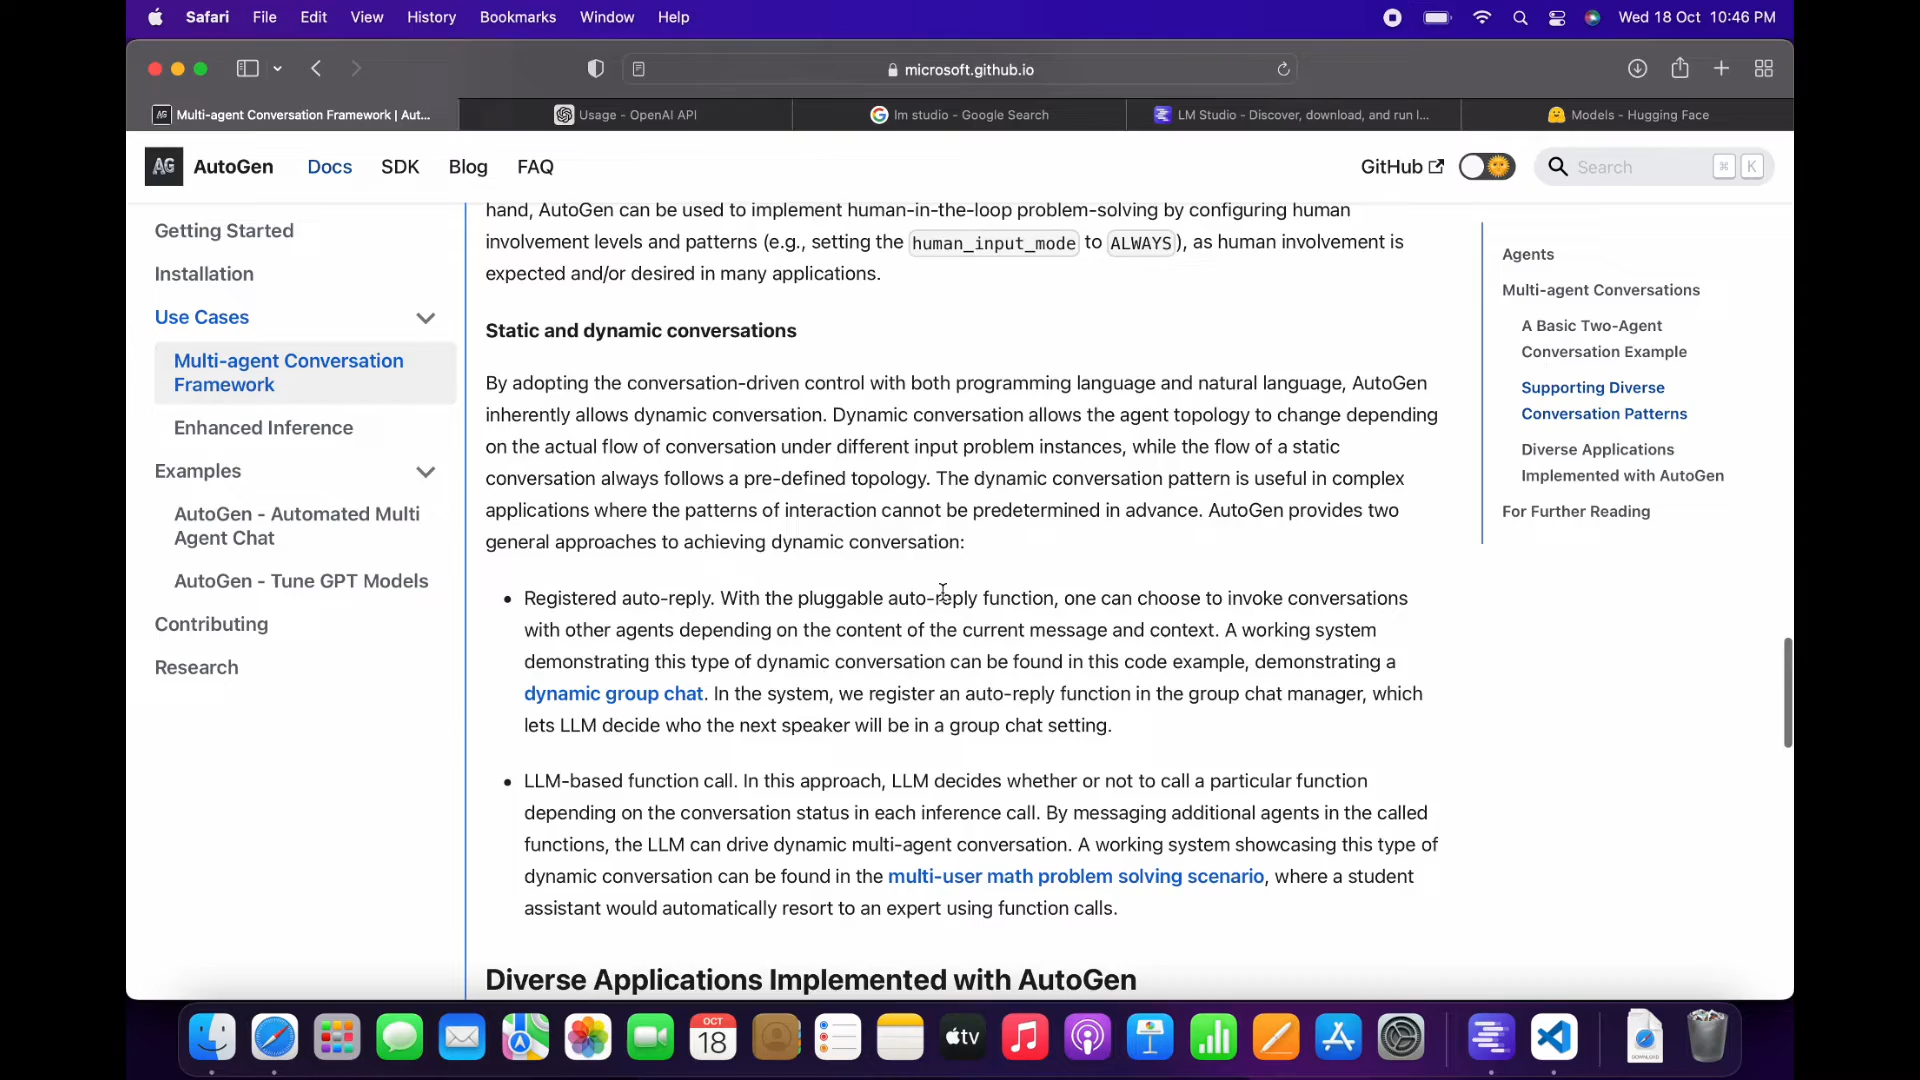 Safari File Edit View History Bookmarks Window Help
Wed 18 Oct 10:46 PM
microsoft.github.io
AG Multi-agent Conversation Framework | Aut...
Usage - OpenAI API
lm studio - Google Search
LM Studio - Discover, download, and run l...
Models - Hugging Face
AG AutoGen Docs SDK Blog FAQ
GitHub
Search ⌘ K
Getting Started
Installation
Use Cases
Multi-agent Conversation
Framework
Enhanced Inference
Examples
AutoGen - Automated Multi
Agent Chat
AutoGen - Tune GPT Models
Contributing
Research
hand, AutoGen can be used to implement human-in-the-loop problem-solving by configuring human
involvement levels and patterns (e.g., setting the human_input_mode to ALWAYS), as human involvement is
expected and/or desired in many applications.
Static and dynamic conversations
By adopting the conversation-driven control with both programming language and natural language, AutoGen
inherently allows dynamic conversation. Dynamic conversation allows the agent topology to change depending
on the actual flow of conversation under different input problem instances, while the flow of a static
conversation always follows a pre-defined topology. The dynamic conversation pattern is useful in complex
applications where the patterns of interaction cannot be predetermined in advance. AutoGen provides two
general approaches to achieving dynamic conversation:
• Registered auto-reply. With the pluggable auto-reply function, one can choose to invoke conversations
with other agents depending on the content of the current message and context. A working system
demonstrating this type of dynamic conversation can be found in this code example, demonstrating a
dynamic group chat. In the system, we register an auto-reply function in the group chat manager, which
lets LLM decide who the next speaker will be in a group chat setting.
• LLM-based function call. In this approach, LLM decides whether or not to call a particular function
depending on the conversation status in each inference call. By messaging additional agents in the called
functions, the LLM can drive dynamic multi-agent conversation. A working system showcasing this type of
dynamic conversation can be found in the multi-user math problem solving scenario, where a student
assistant would automatically resort to an expert using function calls.
Diverse Applications Implemented with AutoGen
Agents
Multi-agent Conversations
A Basic Two-Agent
Conversation Example
Supporting Diverse
Conversation Patterns
Diverse Applications
Implemented with AutoGen
For Further Reading
OCT
18
tv
DOWNLOAD